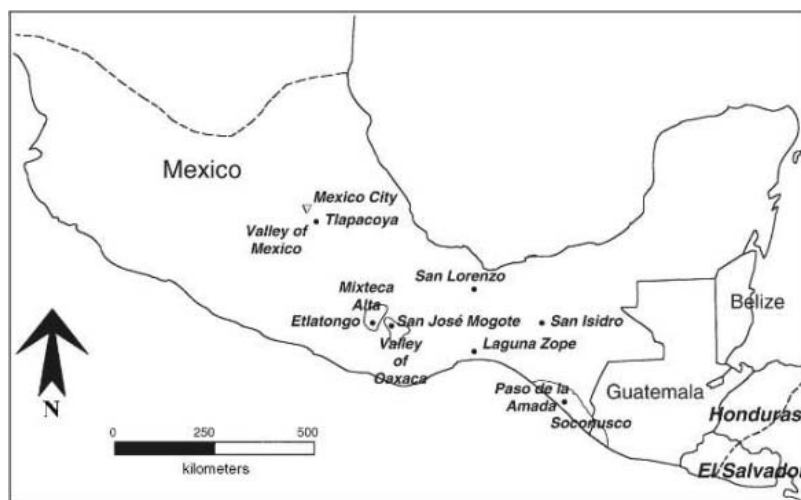 Mexico
Mexico City
Tlapacoya
Valley of
Mexico
San Lorenzo
Mixteca
Alta
Belize
Etlatongo
San José Mogote
San Isidro
Valley
of
Oaxaca
Laguna Zope
Paso de la
Amada
Guatemala
Soconusco
Honduras
El Salvador
N
0 250 500
kilometers